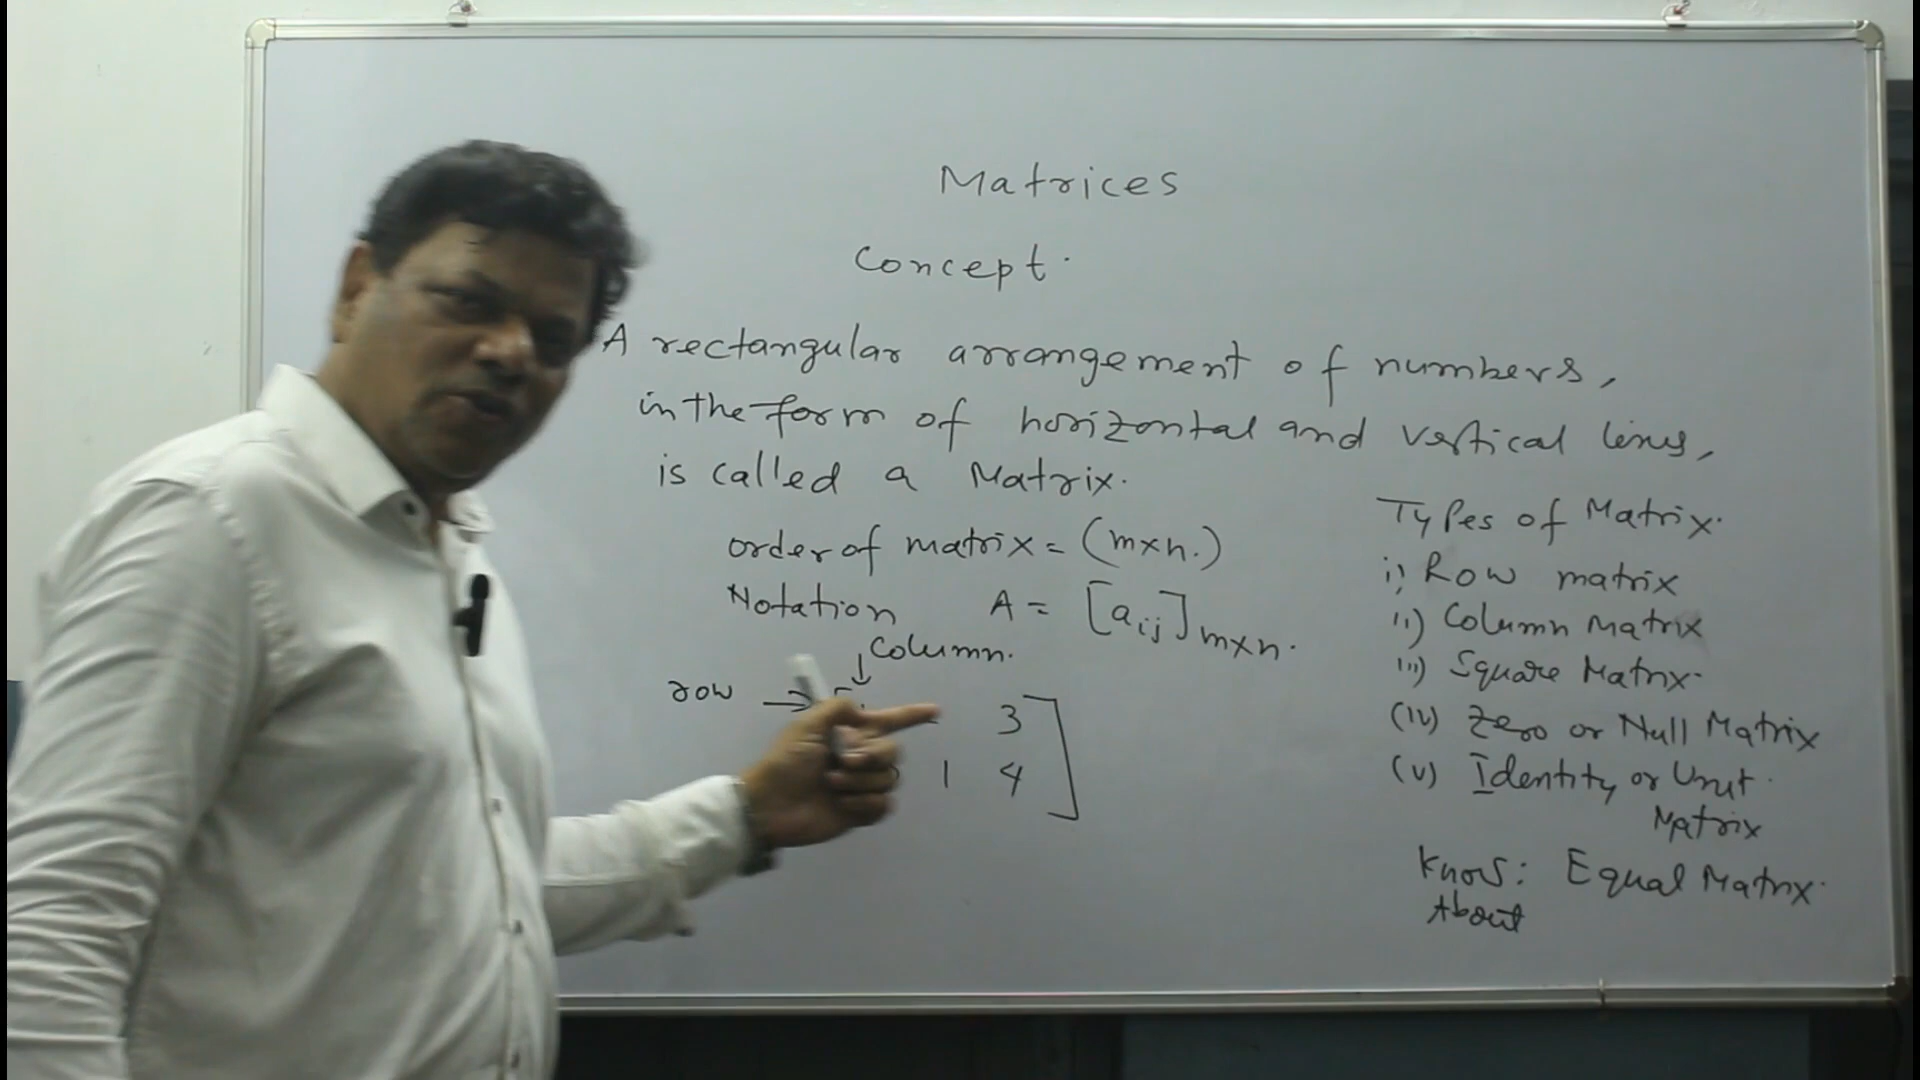 Matrices
Concept.
A rectangular arrangement of numbers,
in the form of horizontal and vertical lines,
is called a Matrix.
order of matrix = (m×n.)
Notation A = [aij]m×n.
Column.
row →
3
1 4
Types of Matrix.
i) Row matrix
ii) Column Matrix
iii) Square Matrix.
(iv) Zero or Null Matrix
(v) Identity or Unit.
Matrix
Know: Equal Matrix.
About